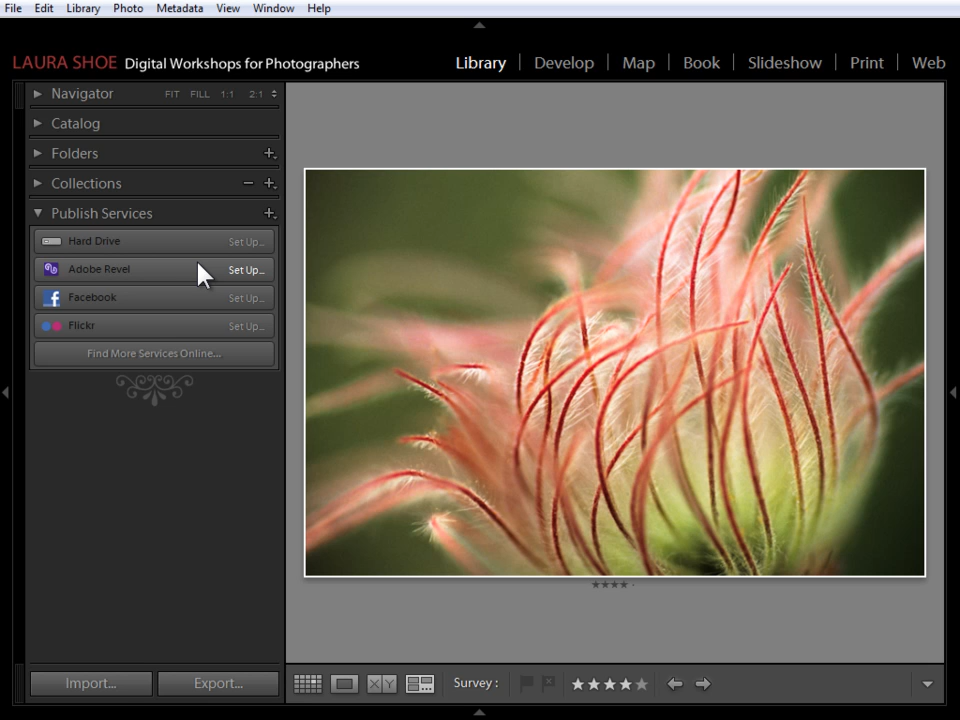 File Edit Library Photo Metadata View Window Help
LAURA SHOE Digital Workshops for Photographers
Library Develop Map Book Slideshow Print Web
Navigator FIT FILL 1:1 2:1
Catalog
Folders
Collections
Publish Services
Hard Drive Set Up...
Adobe Revel Set Up...
Facebook Set Up...
Flickr Set Up...
Find More Services Online...
Import... Export...
X Y Survey :